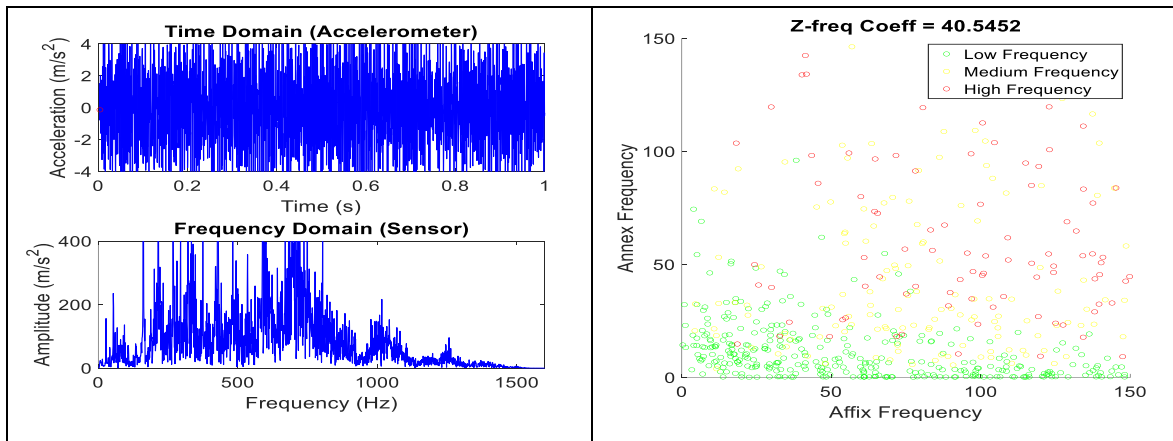 Time Domain (Accelerometer)
Acceleration (m/s²)
4
2
0
-2
-4
0
0.2
0.4
0.6
0.8
1
Time (s)
Frequency Domain (Sensor)
Amplitude (m/s²)
400
200
0
0
500
1000
1500
Frequency (Hz)
Z-freq Coeff = 40.5452
Low Frequency
Medium Frequency
High Frequency
Annex Frequency
150
100
50
0
0
50
100
150
Affix Frequency